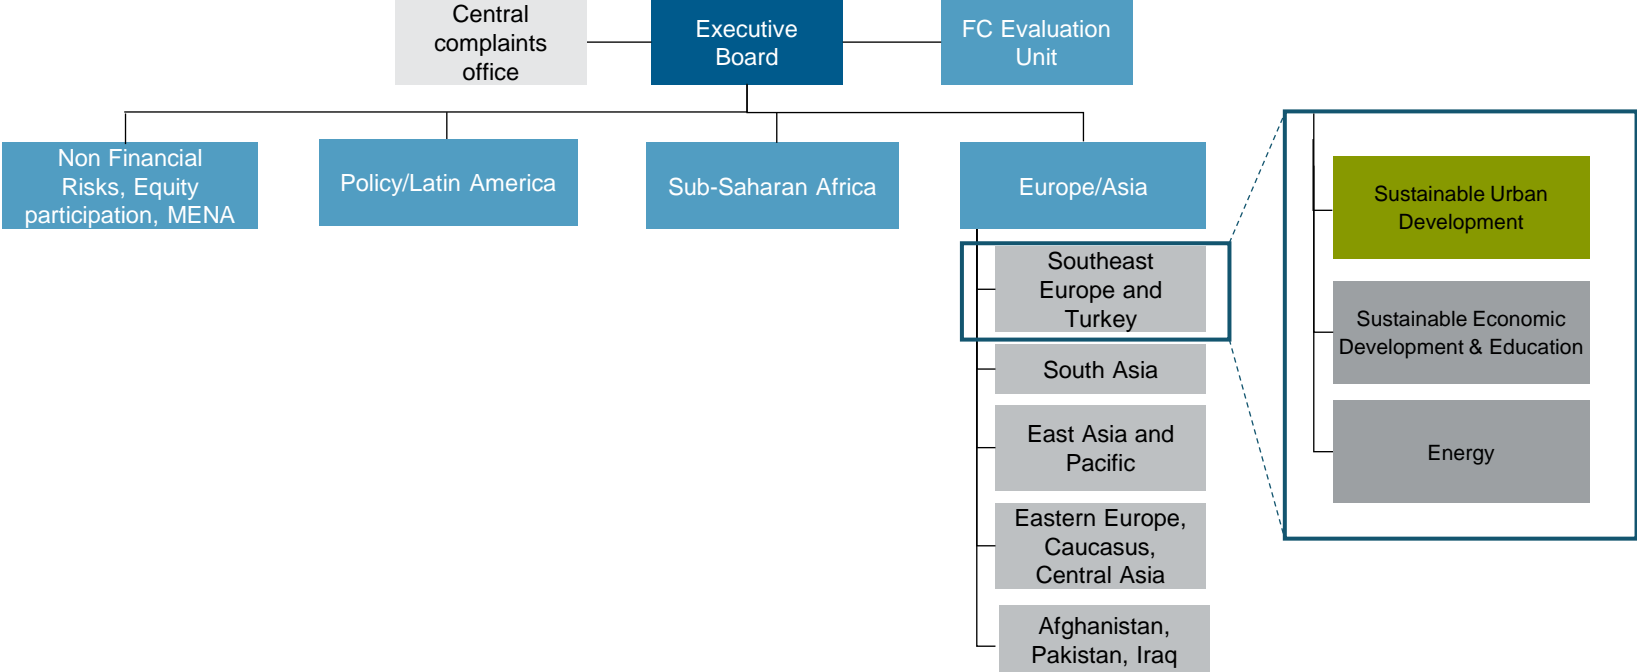 Central
complaints
office
Executive
Board
FC Evaluation
Unit
Non Financial
Risks, Equity
participation, MENA
Policy/Latin America
Sub-Saharan Africa
Europe/Asia
Southeast
Europe and
Turkey
South Asia
East Asia and
Pacific
Eastern Europe,
Caucasus,
Central Asia
Afghanistan,
Pakistan, Iraq
Sustainable Urban
Development
Sustainable Economic
Development & Education
Energy